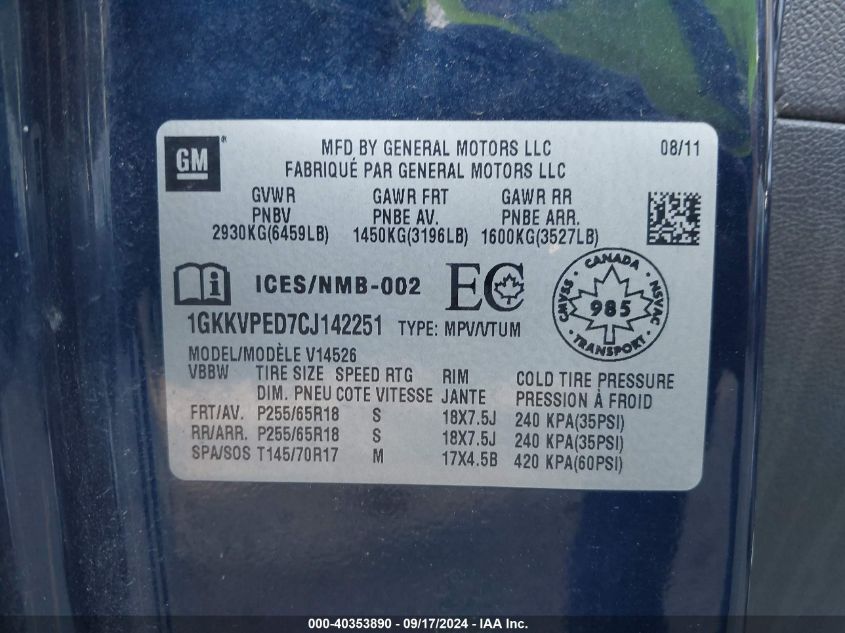 GM
MFD BY GENERAL MOTORS LLC 08/11
FABRIQUÉ PAR GENERAL MOTORS LLC
GVWR GAWR FRT GAWR RR
PNBV PNBE AV. PNBE ARR.
2930KG(6459LB) 1450KG(3196LB) 1600KG(3527LB)
ICES/NMB-002 EC
CANADA
CMVSS 985 NSVAC
TRANSPORT
1GKKVPED7CJ142251 TYPE: MPV/VTUM
MODEL/MODÈLE V14526
VBBW TIRE SIZE SPEED RTG RIM COLD TIRE PRESSURE
DIM. PNEU COTE VITESSE JANTE PRESSION À FROID
FRT/AV. P255/65R18 S 18X7.5J 240 KPA(35PSI)
RR/ARR. P255/65R18 S 18X7.5J 240 KPA(35PSI)
SPA/SOS T145/70R17 M 17X4.5B 420 KPA(60PSI)
000-40353890 - 09/17/2024 - IAA Inc.